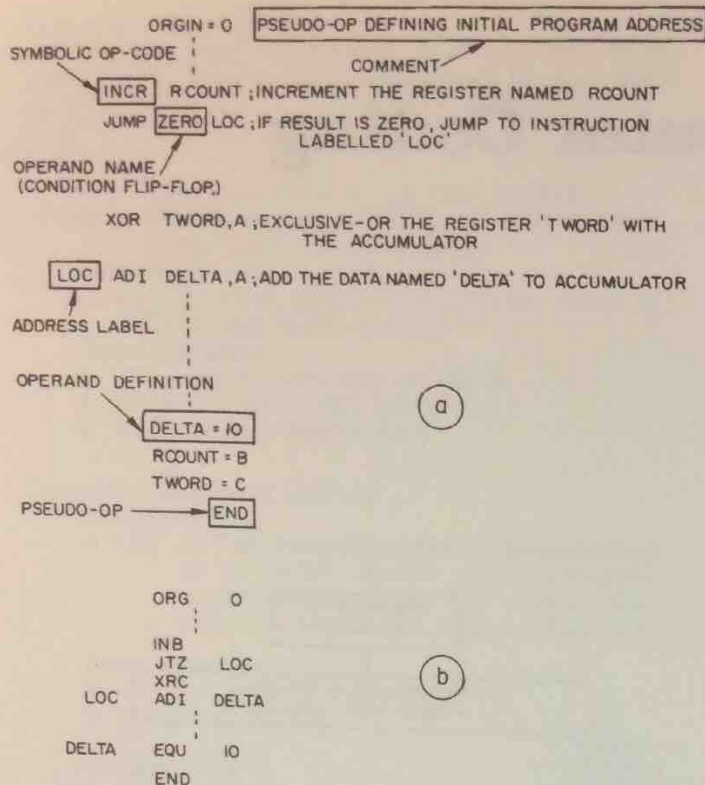 ORGIN = 0 PSEUDO-OP DEFINING INITIAL PROGRAM ADDRESS
SYMBOLIC OP-CODE
COMMENT
INCR RCOUNT ; INCREMENT THE REGISTER NAMED RCOUNT
JUMP ZERO LOC ; IF RESULT IS ZERO, JUMP TO INSTRUCTION
LABELLED 'LOC'
OPERAND NAME
(CONDITION FLIP-FLOP,)
XOR TWORD, A ; EXCLUSIVE-OR THE REGISTER 'TWORD' WITH
THE ACCUMULATOR
LOC ADI DELTA, A ; ADD THE DATA NAMED 'DELTA' TO ACCUMULATOR
ADDRESS LABEL
OPERAND DEFINITION
a
DELTA = 10
RCOUNT = B
TWORD = C
PSEUDO-OP END
ORG 0
INB
JTZ LOC
XRC
b
LOC ADI DELTA
DELTA EQU 10
END